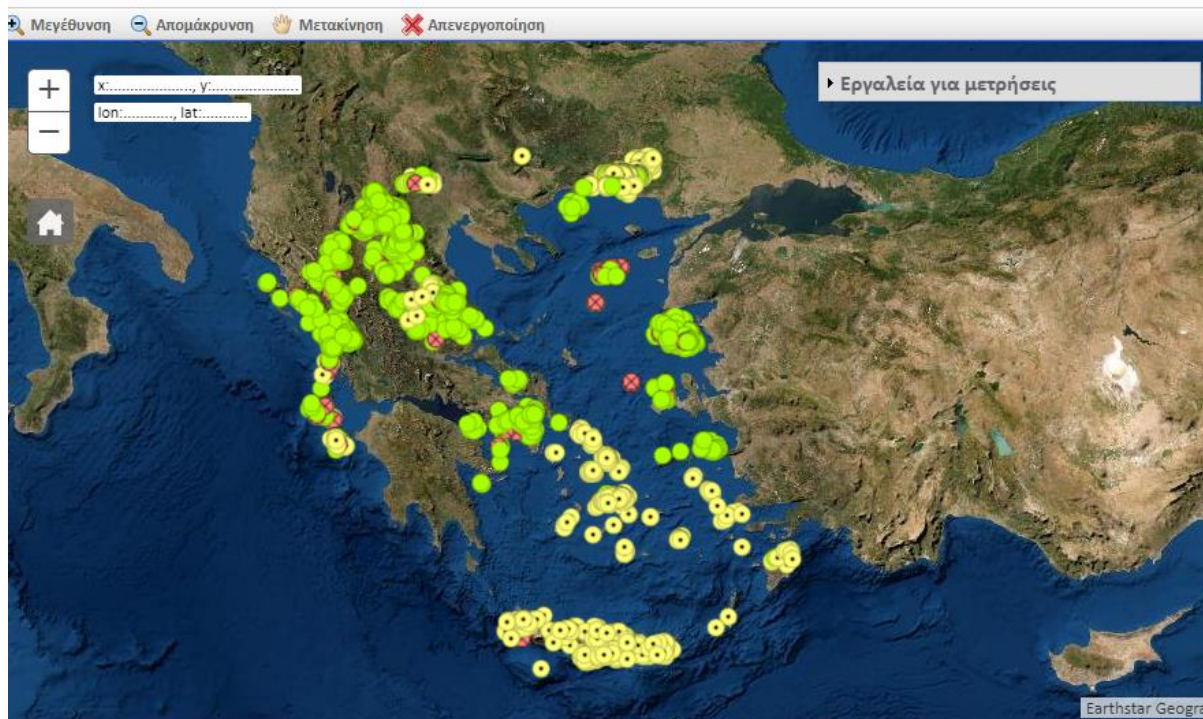 Μεγέθυνση Απομάκρυνση Μετακίνηση Απενεργοποίηση
+
−
x:......................, y:.......................
lon:............., lat:............
Εργαλεία για μετρήσεις
Earthstar Geogra